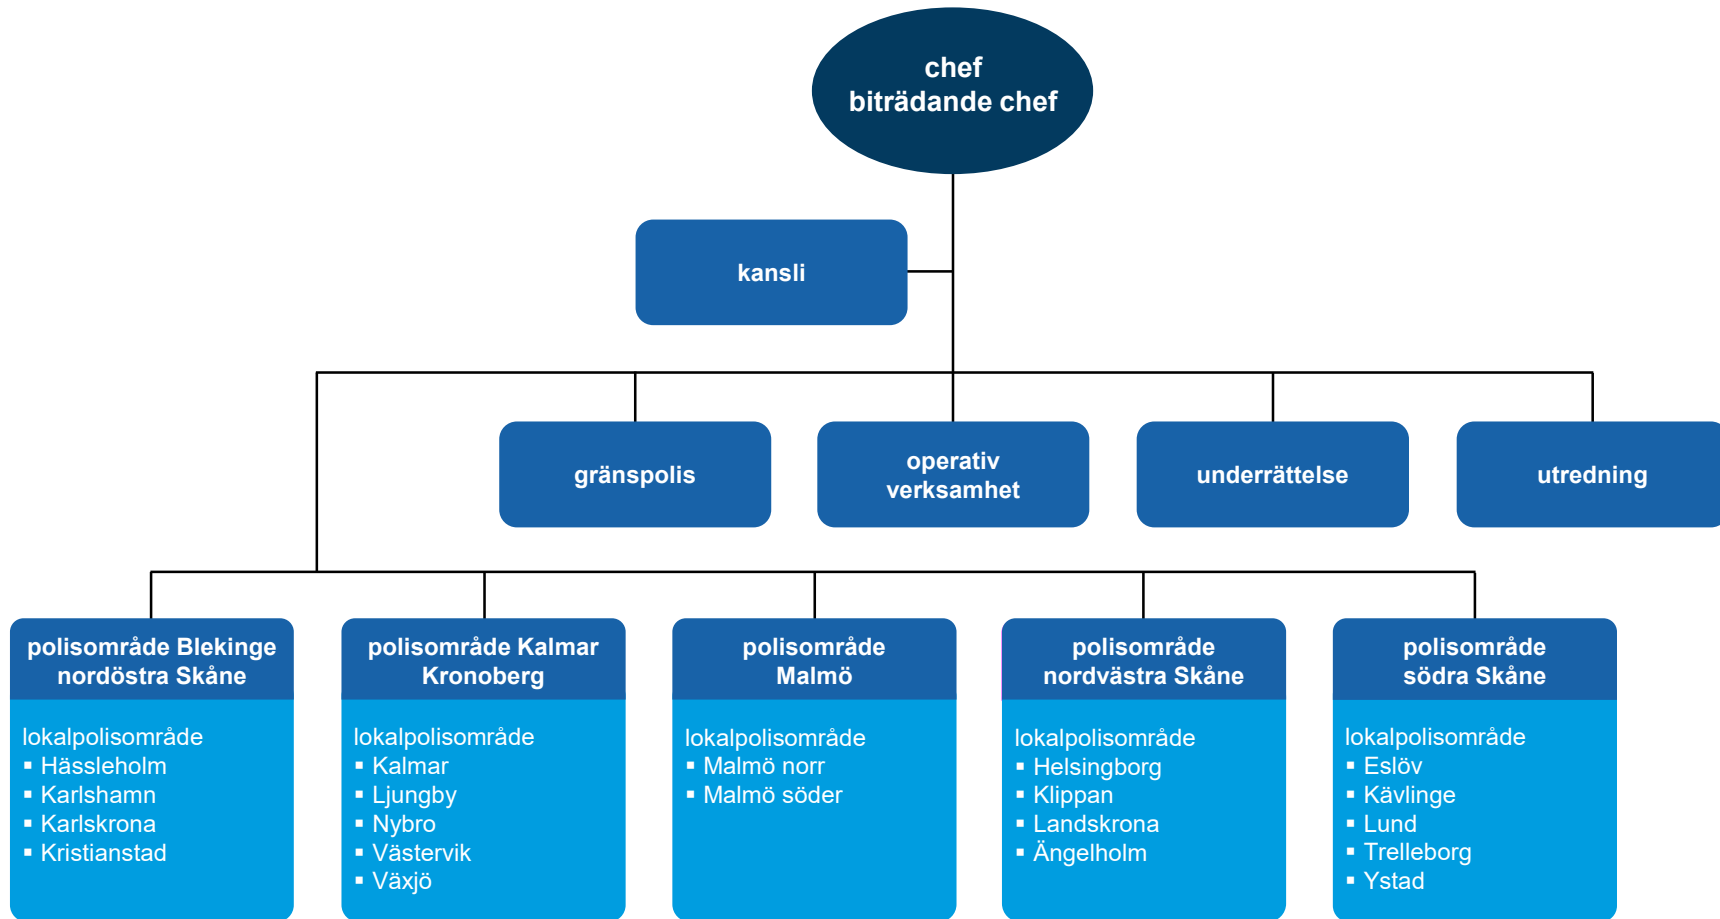 chef
biträdande chef
kansli
gränspolis
operativ
verksamhet
underrättelse
utredning
polisområde Blekinge
nordöstra Skåne
lokalpolisområde
▪ Hässleholm
▪ Karlshamn
▪ Karlskrona
▪ Kristianstad
polisområde Kalmar
Kronoberg
lokalpolisområde
▪ Kalmar
▪ Ljungby
▪ Nybro
▪ Västervik
▪ Växjö
polisområde
Malmö
lokalpolisområde
▪ Malmö norr
▪ Malmö söder
polisområde
nordvästra Skåne
lokalpolisområde
▪ Helsingborg
▪ Klippan
▪ Landskrona
▪ Ängelholm
polisområde
södra Skåne
lokalpolisområde
▪ Eslöv
▪ Kävlinge
▪ Lund
▪ Trelleborg
▪ Ystad